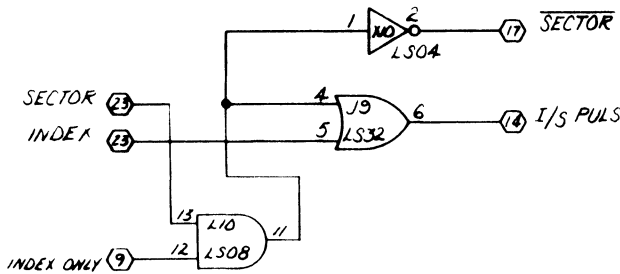 1 2 17 SECTOR
LS04
SECTOR 23 4 J9 6 14 I/S PULS
INDEX 23 5 LS32
13 L10 11
12 LS08
INDEX ONLY 9